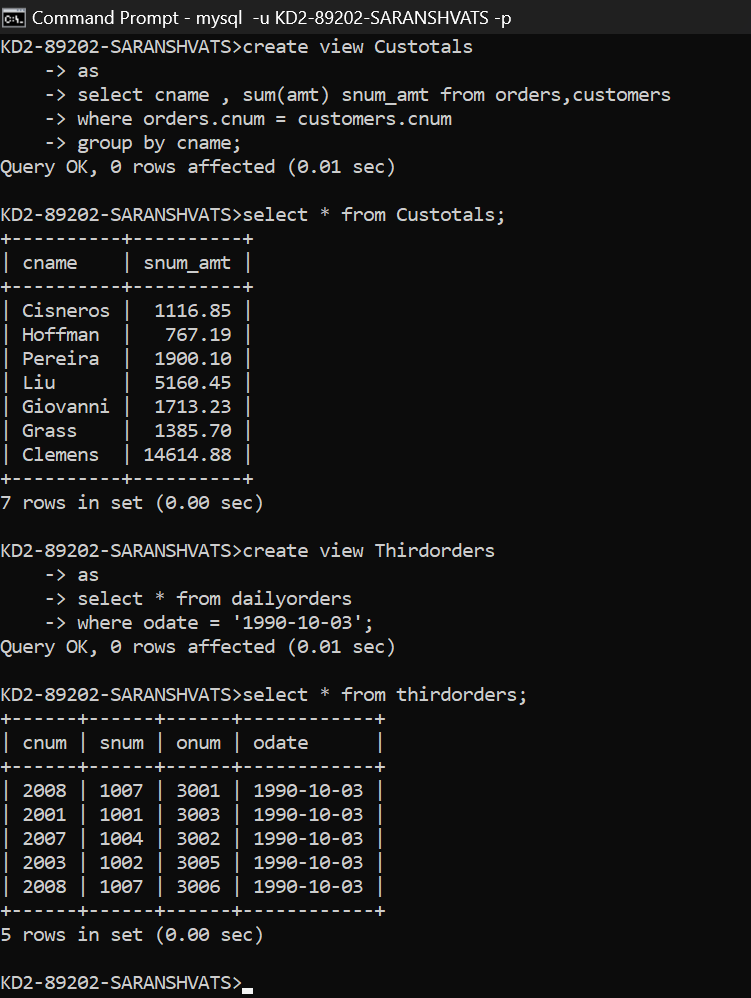 Command Prompt - mysql  -u KD2-89202-SARANSHVATS -p
KD2-89202-SARANSHVATS>create view Custotals
    -> as
    -> select cname , sum(amt) snum_amt from orders,customers
    -> where orders.cnum = customers.cnum
    -> group by cname;
Query OK, 0 rows affected (0.01 sec)

KD2-89202-SARANSHVATS>select * from Custotals;
+----------+----------+
| cname    | snum_amt |
+----------+----------+
| Cisneros |  1116.85 |
| Hoffman  |   767.19 |
| Pereira  |  1900.10 |
| Liu      |  5160.45 |
| Giovanni |  1713.23 |
| Grass    |  1385.70 |
| Clemens  | 14614.88 |
+----------+----------+
7 rows in set (0.00 sec)

KD2-89202-SARANSHVATS>create view Thirdorders
    -> as
    -> select * from dailyorders
    -> where odate = '1990-10-03';
Query OK, 0 rows affected (0.01 sec)

KD2-89202-SARANSHVATS>select * from thirdorders;
+------+------+------+------------+
| cnum | snum | onum | odate      |
+------+------+------+------------+
| 2008 | 1007 | 3001 | 1990-10-03 |
| 2001 | 1001 | 3003 | 1990-10-03 |
| 2007 | 1004 | 3002 | 1990-10-03 |
| 2003 | 1002 | 3005 | 1990-10-03 |
| 2008 | 1007 | 3006 | 1990-10-03 |
+------+------+------+------------+
5 rows in set (0.00 sec)

KD2-89202-SARANSHVATS>